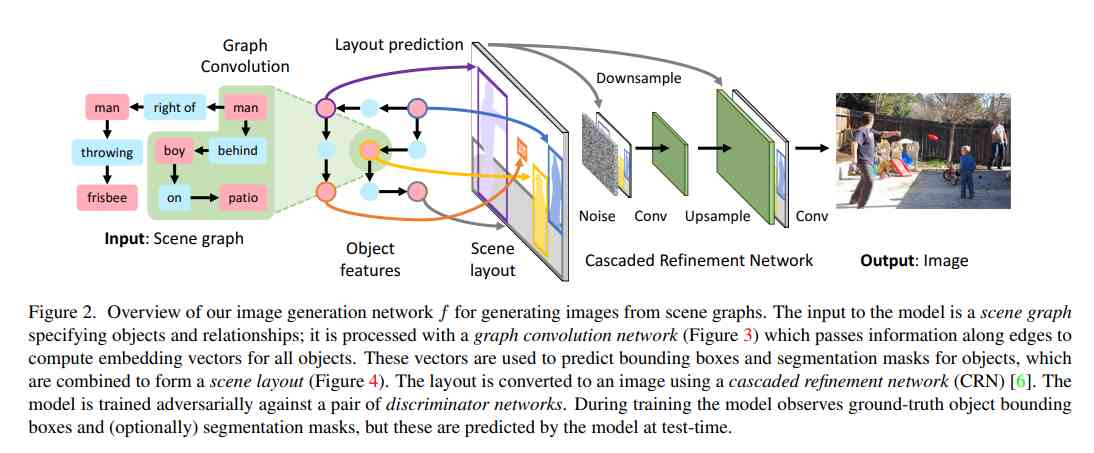 Graph
Convolution
Layout prediction
Downsample
man
right of
man
throwing
boy
behind
frisbee
on
patio
Input: Scene graph
Object
features
Scene
layout
Noise
Conv
Upsample
Conv
Cascaded Refinement Network
Output: Image
Figure 2. Overview of our image generation network f for generating images from scene graphs. The input to the model is a scene graph
specifying objects and relationships; it is processed with a graph convolution network (Figure 3) which passes information along edges to
compute embedding vectors for all objects. These vectors are used to predict bounding boxes and segmentation masks for objects, which
are combined to form a scene layout (Figure 4). The layout is converted to an image using a cascaded refinement network (CRN) [6]. The
model is trained adversarially against a pair of discriminator networks. During training the model observes ground-truth object bounding
boxes and (optionally) segmentation masks, but these are predicted by the model at test-time.